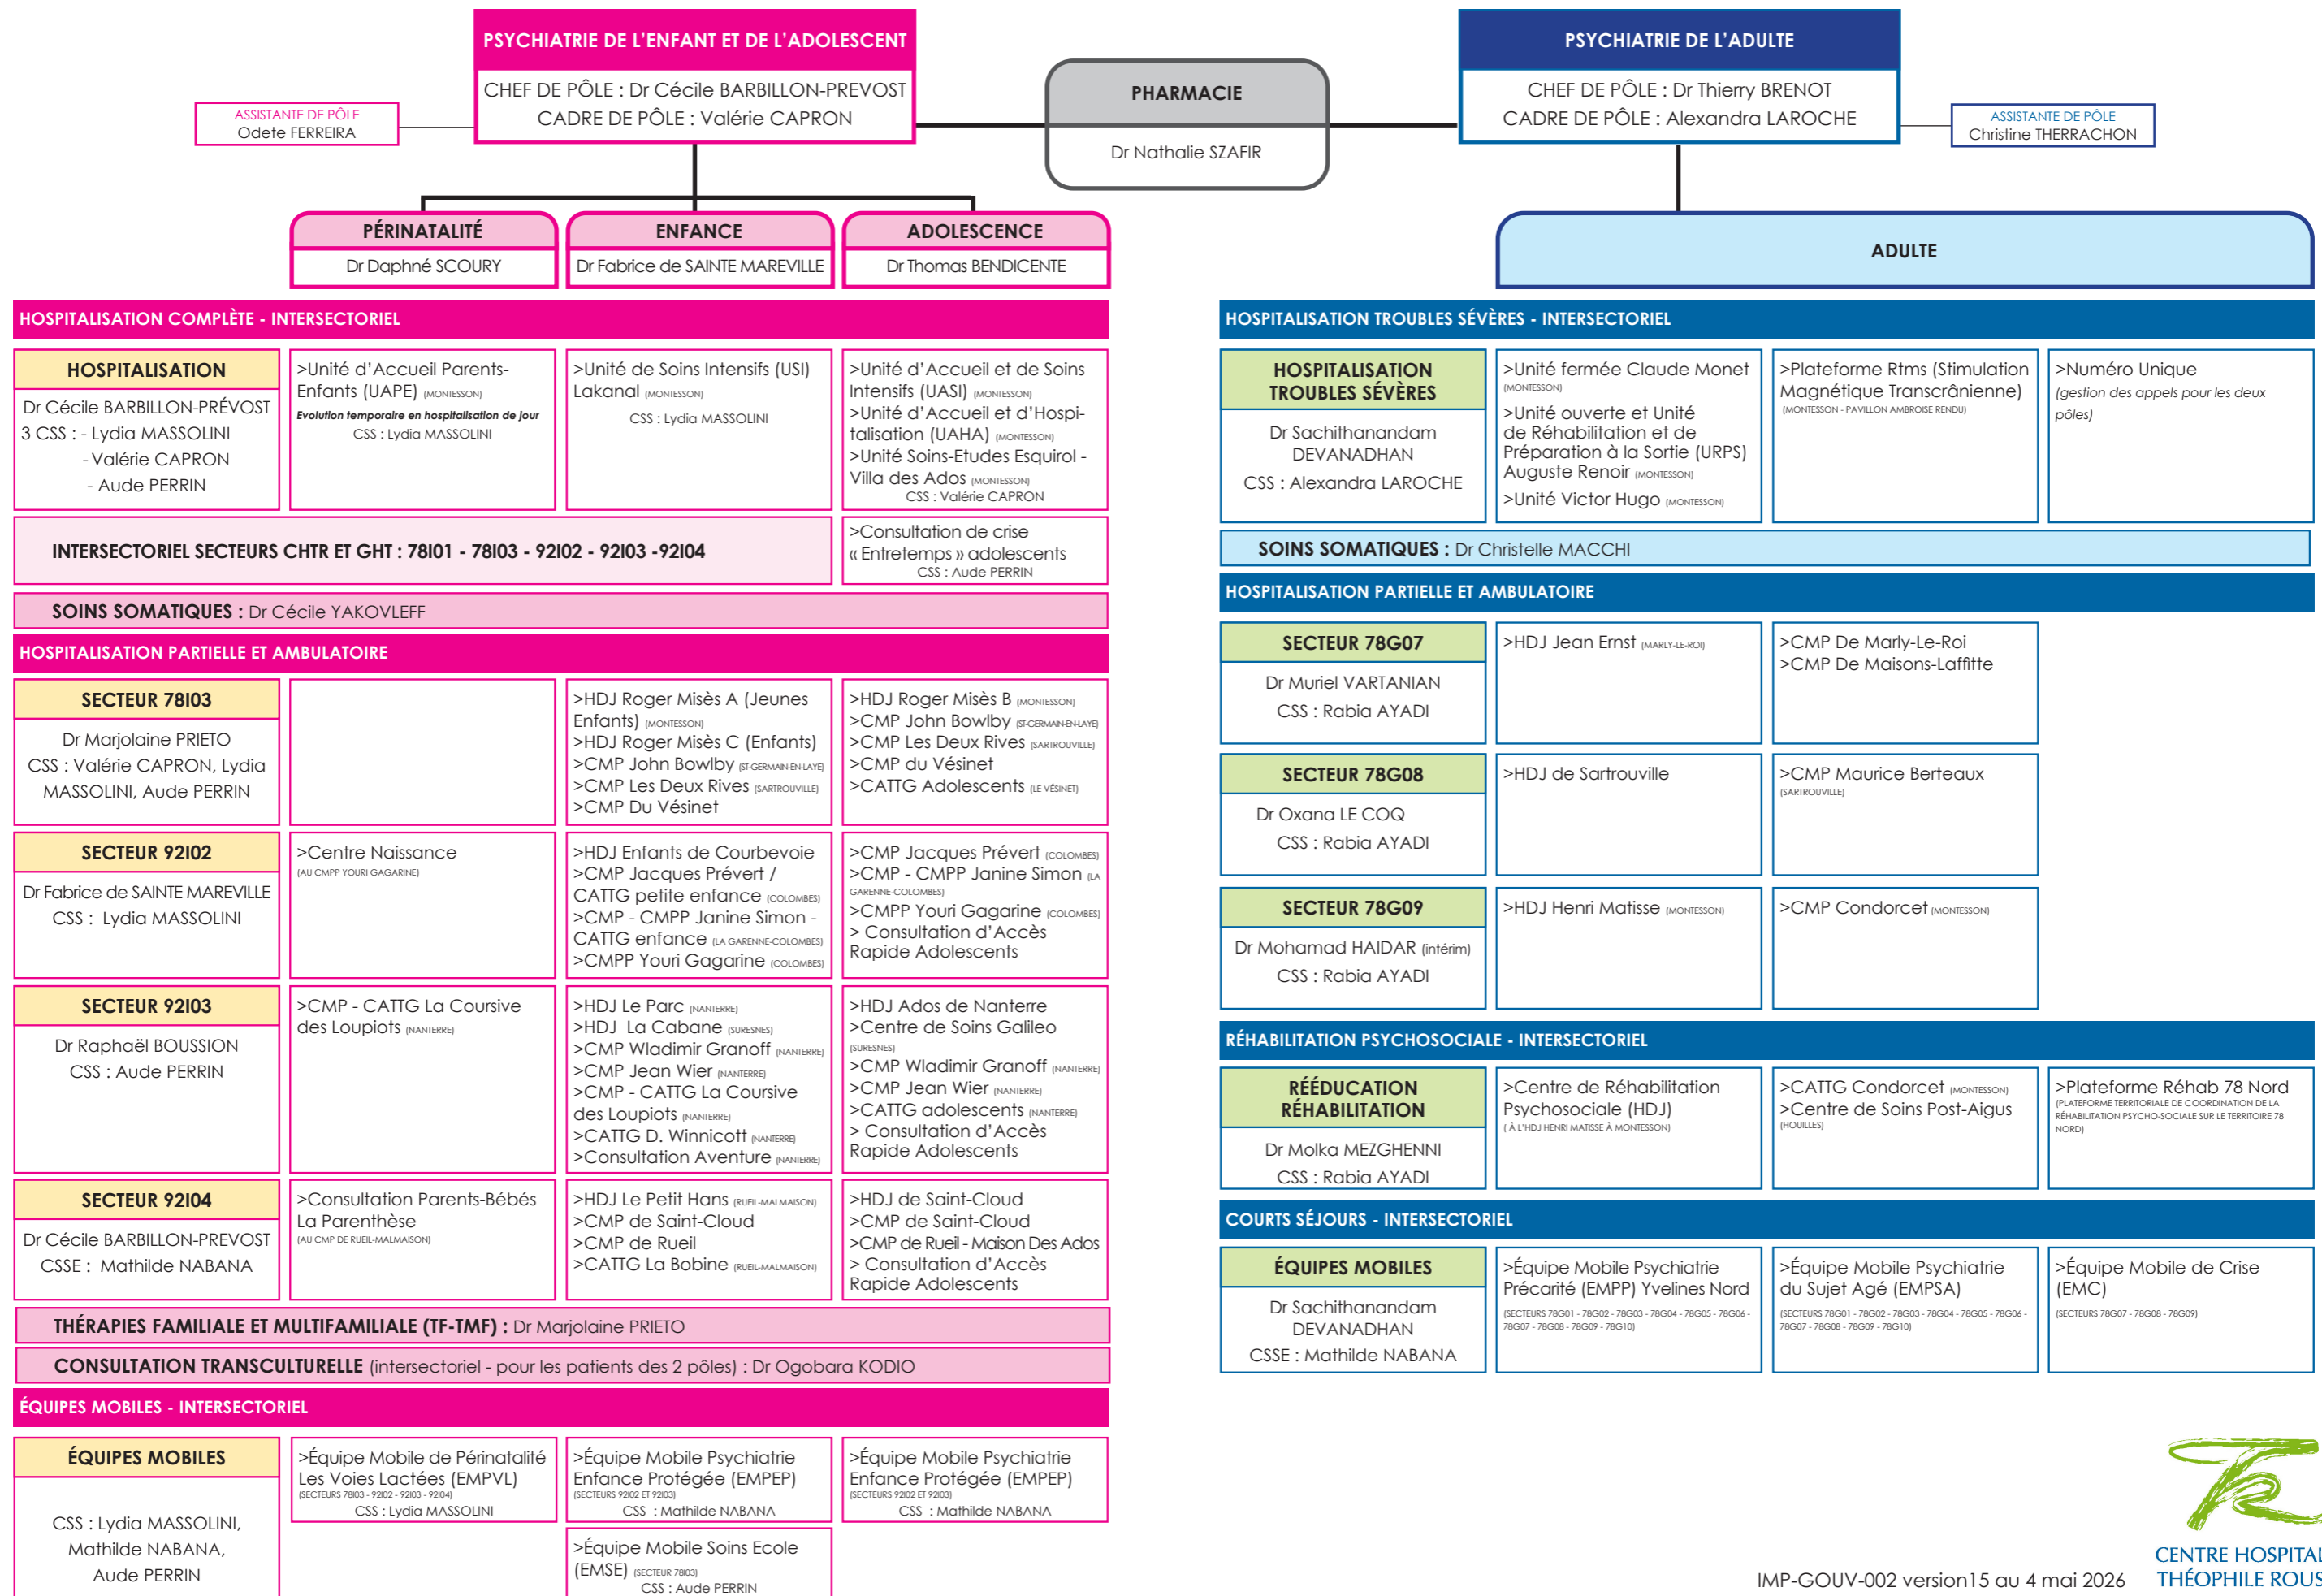 PSYCHIATRIE DE L'ENFANT ET DE L'ADOLESCENT
CHEF DE PÔLE : Dr Cécile BARBILLON-PREVOST
CADRE DE PÔLE : Valérie CAPRON
ASSISTANTE DE PÔLE
Odete FERREIRA
PHARMACIE
Dr Nathalie SZAFIR
PSYCHIATRIE DE L'ADULTE
CHEF DE PÔLE : Dr Thierry BRENOT
CADRE DE PÔLE : Alexandra LAROCHE
ASSISTANTE DE PÔLE
Christine THERRACHON
PÉRINATALITÉ
Dr Daphné SCOURY
ENFANCE
Dr Fabrice de SAINTE MAREVILLE
ADOLESCENCE
Dr Thomas BENDICENTE
ADULTE
HOSPITALISATION COMPLÈTE - INTERSECTORIEL
HOSPITALISATION
Dr Cécile BARBILLON-PRÉVOST
3 CSS : - Lydia MASSOLINI
- Valérie CAPRON
- Aude PERRIN
>Unité d'Accueil Parents-
Enfants (UAPE) (MONTESSON)
Evolution temporaire en hospitalisation de jour
CSS : Lydia MASSOLINI
>Unité de Soins Intensifs (USI)
Lakanal (MONTESSON)
CSS : Lydia MASSOLINI
>Unité d'Accueil et de Soins
Intensifs (UASI) (MONTESSON)
>Unité d'Accueil et d'Hospi-
talisation (UAHA) (MONTESSON)
>Unité Soins-Etudes Esquirol -
Villa des Ados (MONTESSON)
CSS : Valérie CAPRON
INTERSECTORIEL SECTEURS CHTR ET GHT : 78I01 - 78I03 - 92I02 - 92I03 -92I04
>Consultation de crise
« Entretemps » adolescents
CSS : Aude PERRIN
SOINS SOMATIQUES : Dr Cécile YAKOVLEFF
HOSPITALISATION PARTIELLE ET AMBULATOIRE
SECTEUR 78I03
Dr Marjolaine PRIETO
CSS : Valérie CAPRON, Lydia
MASSOLINI, Aude PERRIN
>HDJ Roger Misès A (Jeunes
Enfants) (MONTESSON)
>HDJ Roger Misès C (Enfants)
>CMP John Bowlby (ST-GERMAIN-EN-LAYE)
>CMP Les Deux Rives (SARTROUVILLE)
>CMP Du Vésinet
>HDJ Roger Misès B (MONTESSON)
>CMP John Bowlby (ST-GERMAIN-EN-LAYE)
>CMP Les Deux Rives (SARTROUVILLE)
>CMP du Vésinet
>CATTG Adolescents (LE VÉSINET)
SECTEUR 92I02
Dr Fabrice de SAINTE MAREVILLE
CSS : Lydia MASSOLINI
>Centre Naissance
(AU CMPP YOURI GAGARINE)
>HDJ Enfants de Courbevoie
>CMP Jacques Prévert /
CATTG petite enfance (COLOMBES)
>CMP - CMPP Janine Simon -
CATTG enfance (LA GARENNE-COLOMBES)
>CMPP Youri Gagarine (COLOMBES)
>CMP Jacques Prévert (COLOMBES)
>CMP - CMPP Janine Simon (LA
GARENNE-COLOMBES)
>CMPP Youri Gagarine (COLOMBES)
> Consultation d'Accès
Rapide Adolescents
SECTEUR 92I03
Dr Raphaël BOUSSION
CSS : Aude PERRIN
>CMP - CATTG La Coursive
des Loupiots (NANTERRE)
>HDJ Le Parc (NANTERRE)
>HDJ La Cabane (SURESNES)
>CMP Wladimir Granoff (NANTERRE)
>CMP Jean Wier (NANTERRE)
>CMP - CATTG La Coursive
des Loupiots (NANTERRE)
>CATTG D. Winnicott (NANTERRE)
>Consultation Aventure (NANTERRE)
>HDJ Ados de Nanterre
>Centre de Soins Galileo
(SURESNES)
>CMP Wladimir Granoff (NANTERRE)
>CMP Jean Wier (NANTERRE)
>CATTG adolescents (NANTERRE)
> Consultation d'Accès
Rapide Adolescents
SECTEUR 92I04
Dr Cécile BARBILLON-PREVOST
CSSE : Mathilde NABANA
>Consultation Parents-Bébés
La Parenthèse
(AU CMP DE RUEIL-MALMAISON)
>HDJ Le Petit Hans (RUEIL-MALMAISON)
>CMP de Saint-Cloud
>CMP de Rueil
>CATTG La Bobine (RUEIL-MALMAISON)
>HDJ de Saint-Cloud
>CMP de Saint-Cloud
>CMP de Rueil - Maison Des Ados
> Consultation d'Accès
Rapide Adolescents
THÉRAPIES FAMILIALE ET MULTIFAMILIALE (TF-TMF) : Dr Marjolaine PRIETO
CONSULTATION TRANSCULTURELLE (intersectoriel - pour les patients des 2 pôles) : Dr Ogobara KODIO
ÉQUIPES MOBILES - INTERSECTORIEL
ÉQUIPES MOBILES
CSS : Lydia MASSOLINI,
Mathilde NABANA,
Aude PERRIN
>Équipe Mobile de Périnatalité
Les Voies Lactées (EMPVL)
(SECTEURS 78I03 - 92I02 - 92I03 - 92I04)
CSS : Lydia MASSOLINI
>Équipe Mobile Psychiatrie
Enfance Protégée (EMPEP)
(SECTEURS 92I02 ET 92I03)
CSS : Mathilde NABANA
>Équipe Mobile Psychiatrie
Enfance Protégée (EMPEP)
(SECTEURS 92I02 ET 92I03)
CSS : Mathilde NABANA
>Équipe Mobile Soins Ecole
(EMSE) (SECTEUR 78I03)
CSS : Aude PERRIN
HOSPITALISATION TROUBLES SÉVÈRES - INTERSECTORIEL
HOSPITALISATION
TROUBLES SÉVÈRES
Dr Sachithanandam
DEVANADHAN
CSS : Alexandra LAROCHE
>Unité fermée Claude Monet
(MONTESSON)
>Unité ouverte et Unité
de Réhabilitation et de
Préparation à la Sortie (URPS)
Auguste Renoir (MONTESSON)
>Unité Victor Hugo (MONTESSON)
>Plateforme Rtms (Stimulation
Magnétique Transcrânienne)
(MONTESSON - PAVILLON AMBROISE RENDU)
>Numéro Unique
(gestion des appels pour les deux
pôles)
SOINS SOMATIQUES : Dr Christelle MACCHI
HOSPITALISATION PARTIELLE ET AMBULATOIRE
SECTEUR 78G07
Dr Muriel VARTANIAN
CSS : Rabia AYADI
>HDJ Jean Ernst (MARLY-LE-ROI)
>CMP De Marly-Le-Roi
>CMP De Maisons-Laffitte
SECTEUR 78G08
Dr Oxana LE COQ
CSS : Rabia AYADI
>HDJ de Sartrouville
>CMP Maurice Berteaux
(SARTROUVILLE)
SECTEUR 78G09
Dr Mohamad HAIDAR (intérim)
CSS : Rabia AYADI
>HDJ Henri Matisse (MONTESSON)
>CMP Condorcet (MONTESSON)
RÉHABILITATION PSYCHOSOCIALE - INTERSECTORIEL
RÉÉDUCATION
RÉHABILITATION
Dr Molka MEZGHENNI
CSS : Rabia AYADI
>Centre de Réhabilitation
Psychosociale (HDJ)
( À L'HDJ HENRI MATISSE À MONTESSON)
>CATTG Condorcet (MONTESSON)
>Centre de Soins Post-Aigus
(HOUILLES)
>Plateforme Réhab 78 Nord
(PLATEFORME TERRITORIALE DE COORDINATION DE LA
RÉHABILITATION PSYCHO-SOCIALE SUR LE TERRITOIRE 78
NORD)
COURTS SÉJOURS - INTERSECTORIEL
ÉQUIPES MOBILES
Dr Sachithanandam
DEVANADHAN
CSSE : Mathilde NABANA
>Équipe Mobile Psychiatrie
Précarité (EMPP) Yvelines Nord
(SECTEURS 78G01 - 78G02 - 78G03 - 78G04 - 78G05 - 78G06 -
78G07 - 78G08 - 78G09 - 78G10)
>Équipe Mobile Psychiatrie
du Sujet Agé (EMPSA)
(SECTEURS 78G01 - 78G02 - 78G03 - 78G04 - 78G05 - 78G06 -
78G07 - 78G08 - 78G09 - 78G10)
>Équipe Mobile de Crise
(EMC)
(SECTEURS 78G07 - 78G08 - 78G09)
CENTRE HOSPITAL
THÉOPHILE ROUS
IMP-GOUV-002 version15 au 4 mai 2026